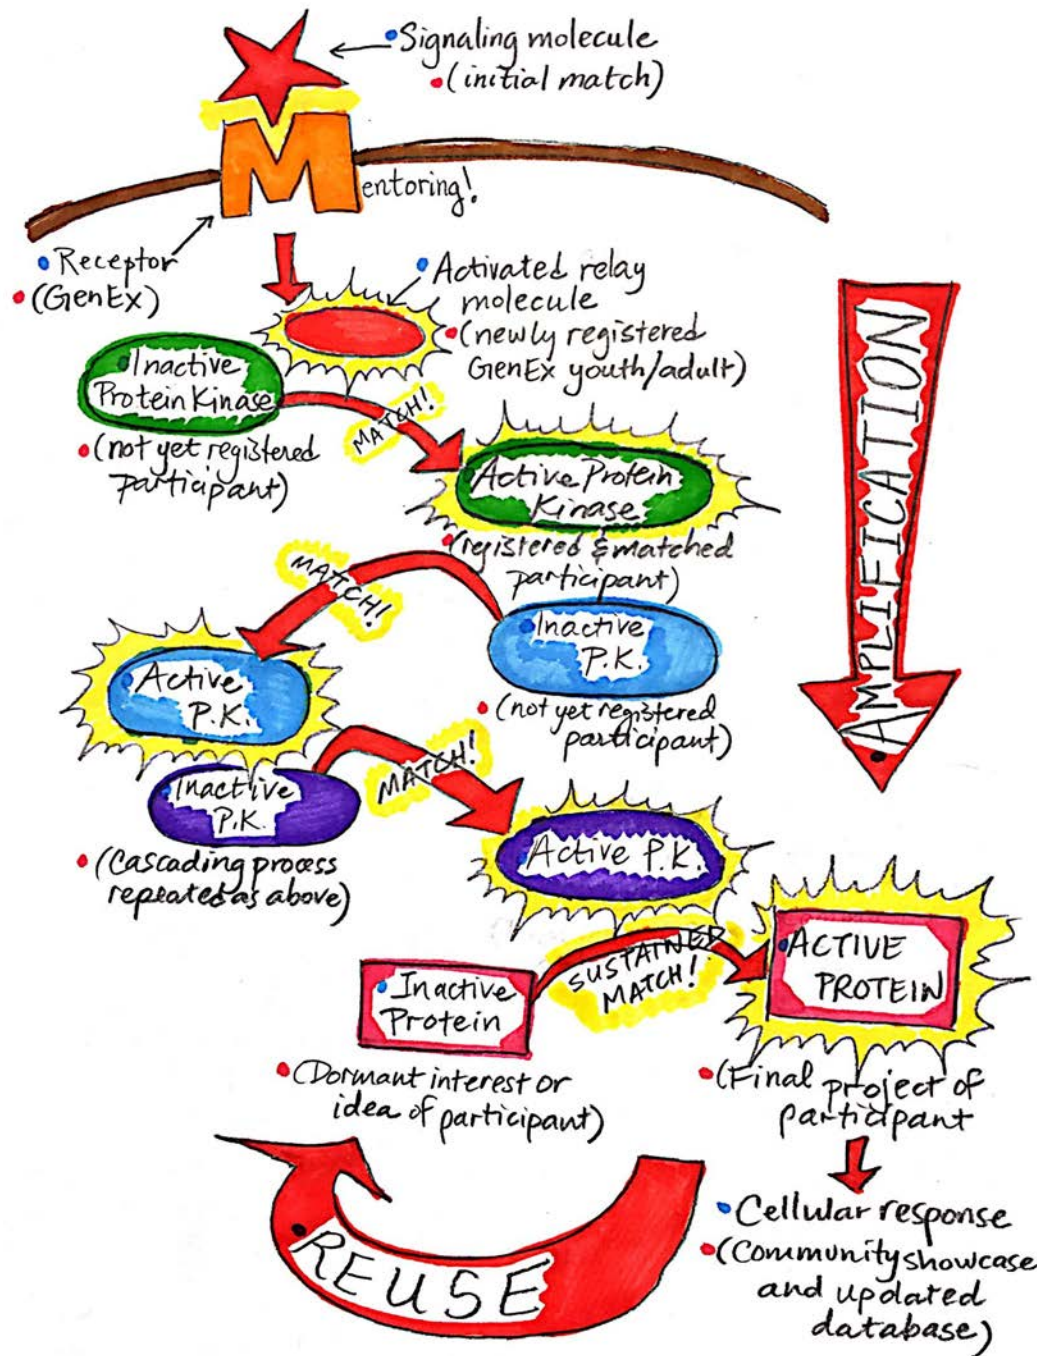 Signaling molecule
(initial match)
Mentoring!
Receptor
(GenEx)
Activated relay
molecule
(newly registered
GenEx youth/adult)
Inactive
Protein Kinase
(not yet registered
participant)
MATCH!
Active Protein
Kinase
(registered & matched
participant)
AMPLIFICATION
MATCH!
Inactive
P.K.
(not yet registered
participant)
Active
P.K.
MATCH!
Inactive
P.K.
(Cascading process
repeated as above)
Active P.K.
SUSTAINED
MATCH!
Inactive
Protein
(Dormant interest or
idea of participant)
ACTIVE
PROTEIN
(Final project of
participant
Cellular response
(Community showcase
and updated
database)
REUSE